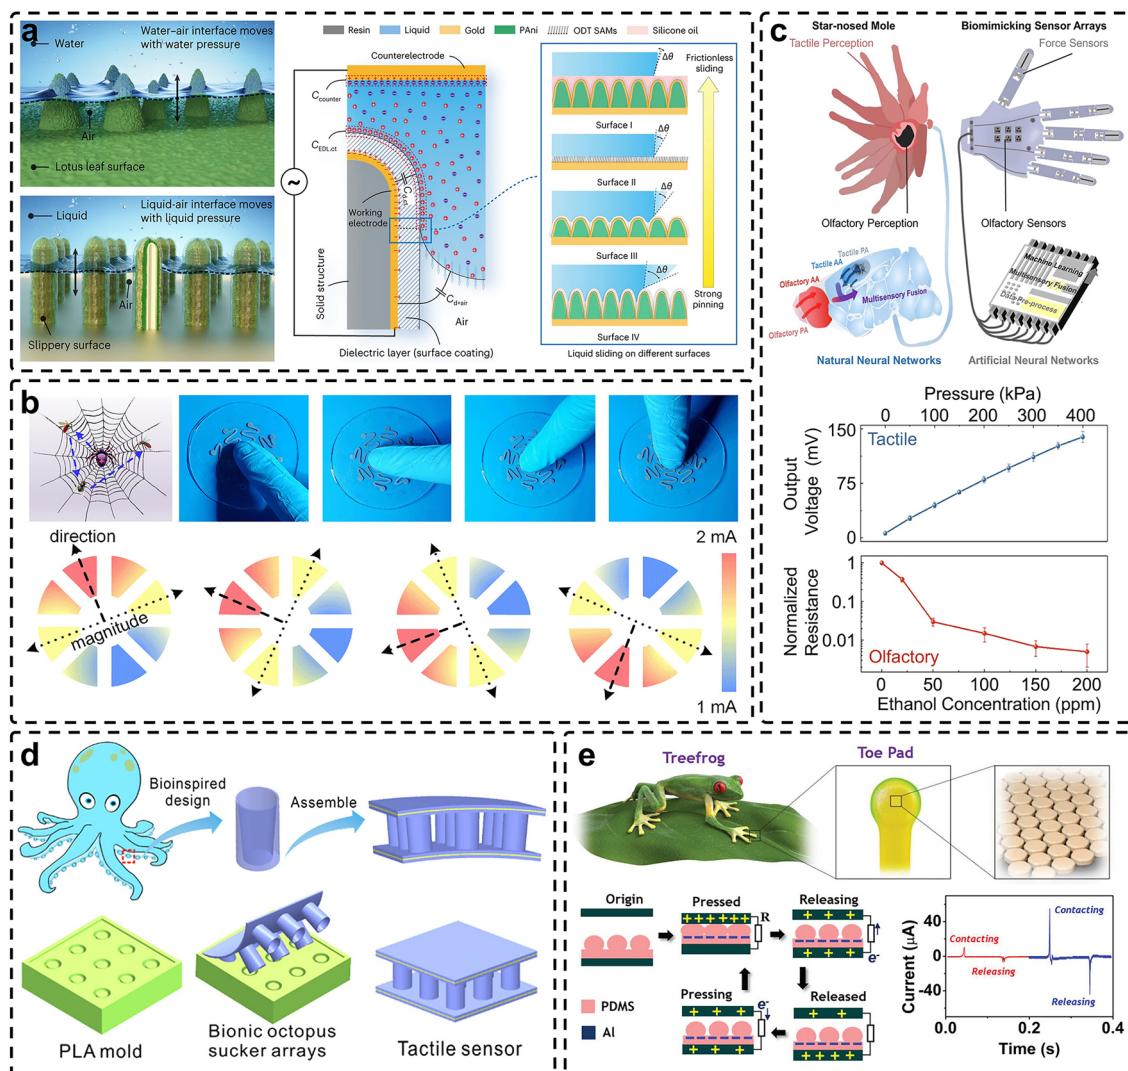 a
Water
Water–air interface moves
with water pressure
Air
Lotus leaf surface
Liquid
Liquid-air interface moves
with liquid pressure
Air
Slippery surface
Resin
Liquid
Gold
PAni
ODT SAMs
Silicone oil
Counterelectrode
Ccounter
CEDL,ct
Working
electrode
Solid structure
Cd+air
Air
Dielectric layer (surface coating)
Δθ
Surface I
Δθ
Surface II
Δθ
Surface III
Δθ
Surface IV
Frictionless
sliding
Strong
pinning
Liquid sliding on different surfaces
b
direction
magnitude
2 mA
1 mA
c
Star-nosed Mole
Biomimicking Sensor Arrays
Tactile Perception
Force Sensors
Olfactory Perception
Olfactory Sensors
Tactile PA
Tactile AA
Olfactory AA
Multisensory Fusion
Olfactory PA
Machine Learning
Multisensory Fusion
Data Pre-process
Natural Neural Networks
Artificial Neural Networks
Pressure (kPa)
0 100 200 300 400
150
75
0
Output
Voltage (mV)
Tactile
1
0.1
0.01
Normalized
Resistance
Olfactory
0 50 100 150 200
Ethanol Concentration (ppm)
d
Bioinspired
design
Assemble
PLA mold
Bionic octopus
sucker arrays
Tactile sensor
e
Treefrog
Toe Pad
Origin
Pressed
R
Releasing
e-
Pressing
e-
Released
PDMS
Al
Current (μA)
40
0
-40
Contacting
Releasing
Contacting
Releasing
0.0 0.2 0.4
Time (s)